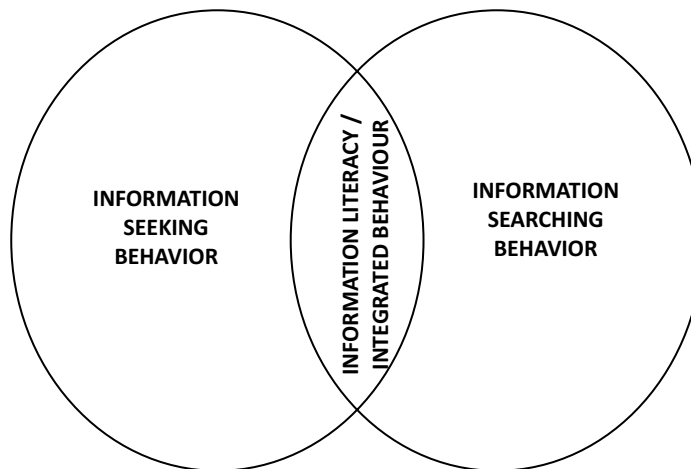 INFORMATION
SEEKING
BEHAVIOR
INFORMATION LITERACY /
INTEGRATED BEHAVIOUR
INFORMATION
SEARCHING
BEHAVIOR